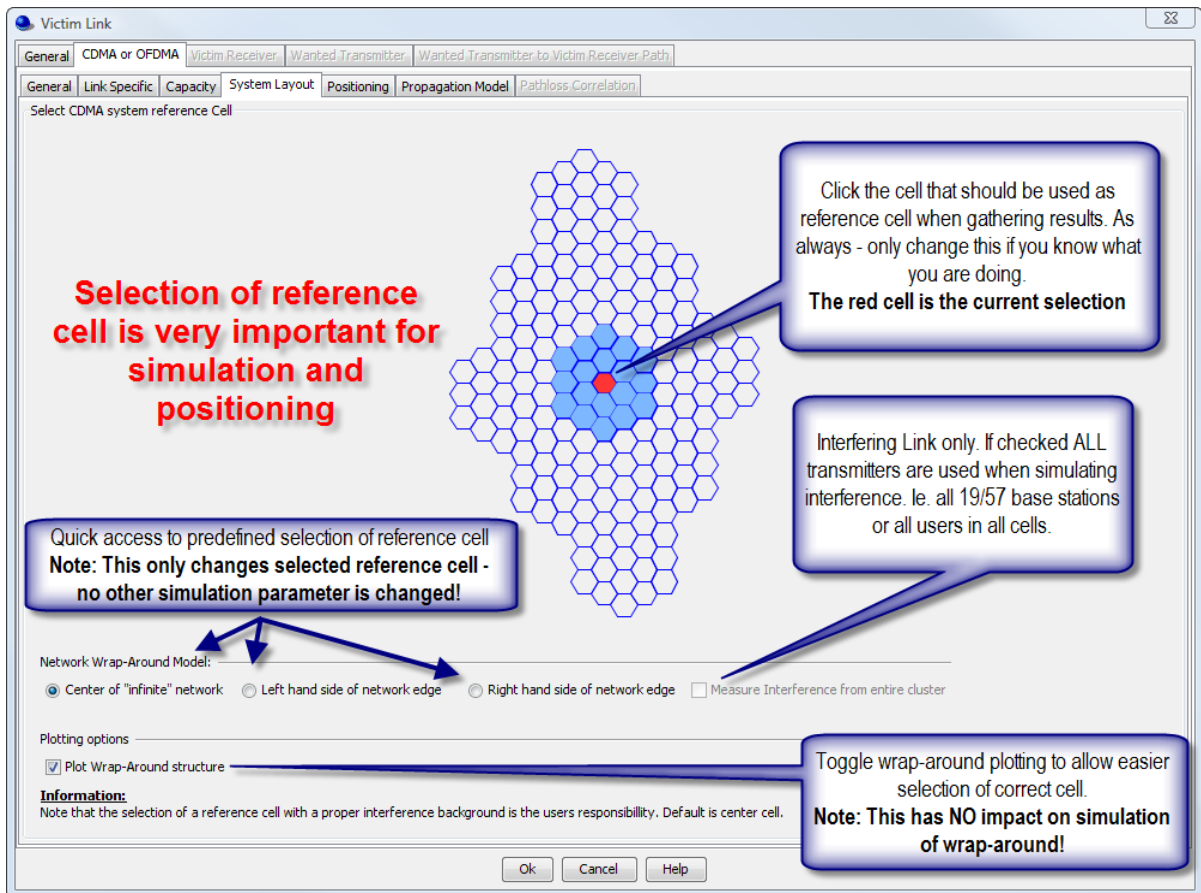 Victim Link
General CDMA or OFDMA Victim Receiver Wanted Transmitter Wanted Transmitter to Victim Receiver Path
General Link Specific Capacity System Layout Positioning Propagation Model Pathloss Correlation
Select CDMA system reference Cell
Click the cell that should be used as
reference cell when gathering results. As
always - only change this if you know what
you are doing.
The red cell is the current selection
Selection of reference
cell is very important for
simulation and
positioning
Interfering Link only. If checked ALL
transmitters are used when simulating
interference. Ie. all 19/57 base stations
or all users in all cells.
Quick access to predefined selection of reference cell
Note: This only changes selected reference cell -
no other simulation parameter is changed!
Network Wrap-Around Model:
Center of "infinite" network Left hand side of network edge Right hand side of network edge Measure Interference from entire cluster
Plotting options
Plot Wrap-Around structure
Toggle wrap-around plotting to allow easier
selection of correct cell.
Note: This has NO impact on simulation
of wrap-around!
Information:
Note that the selection of a reference cell with a proper interference background is the users responsibillity. Default is center cell.
Ok Cancel Help